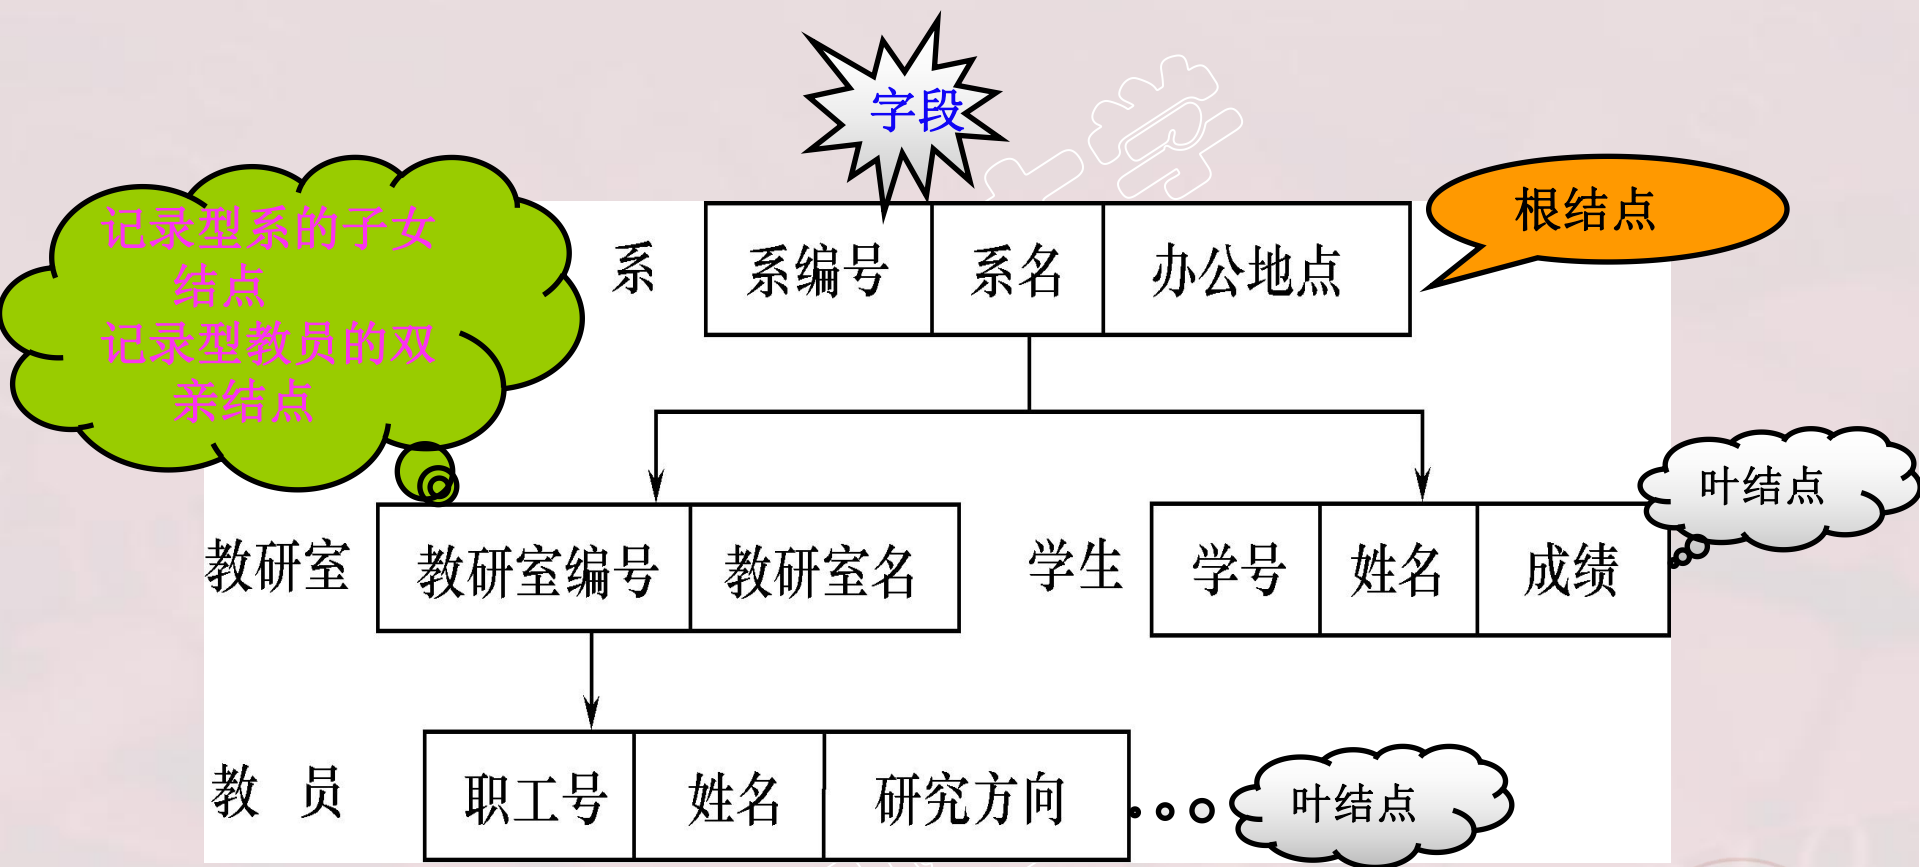 字段
记录型系的子女
结点
记录型教员的双
亲结点
根结点
系 系编号 系名 办公地点
叶结点
教研室 教研室编号 教研室名 学生 学号 姓名 成绩
教 员 职工号 姓名 研究方向
叶结点